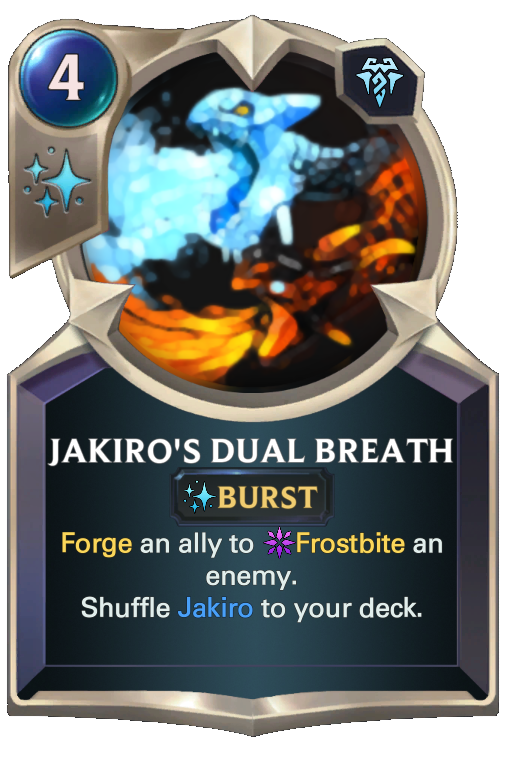 4
JAKIRO'S DUAL BREATH
BURST
Forge an ally to Frostbite an
enemy.
Shuffle Jakiro to your deck.